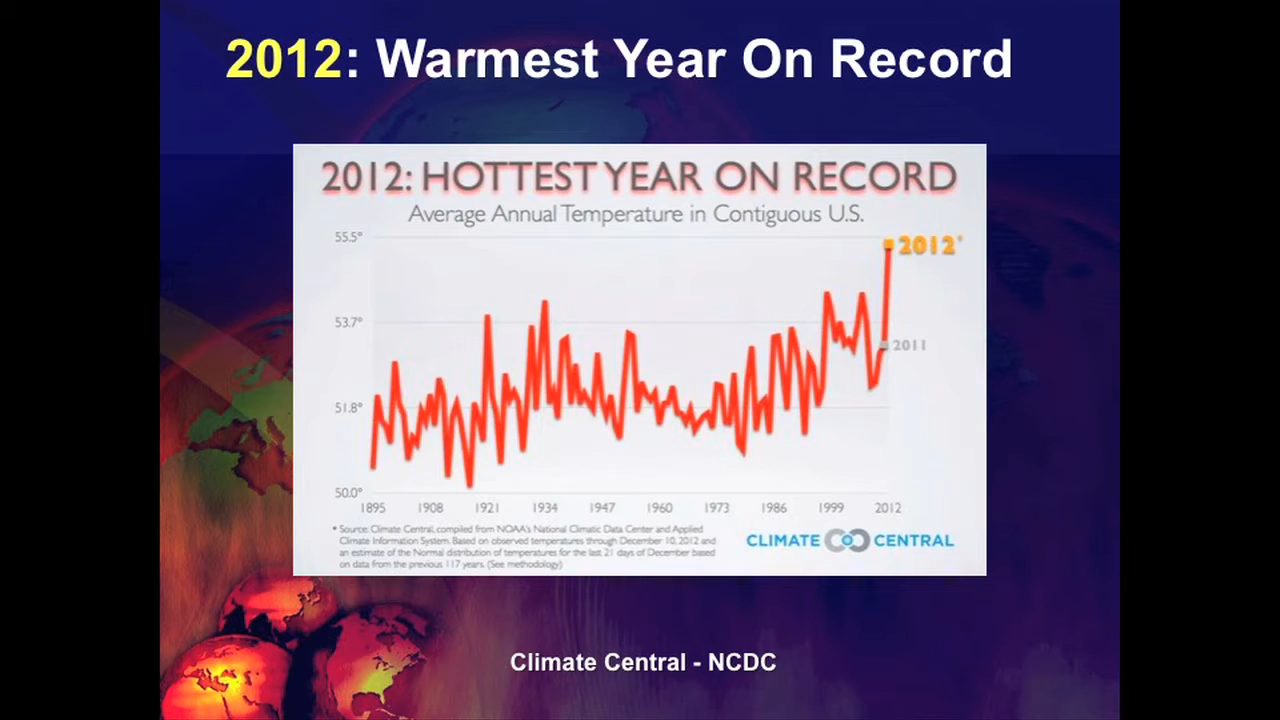 2012: Warmest Year On Record
2012: HOTTEST YEAR ON RECORD
Average Annual Temperature in Contiguous U.S.
55.5°
2012*
53.7°
2011
51.8°
50.0°
1895 1908 1921 1934 1947 1960 1973 1986 1999 2012
* Source: Climate Central, compiled from NOAA's National Climatic Data Center and Applied
Climate Information System. Based on observed temperatures through December 10, 2012 and
an estimate of the Normal distribution of temperatures for the last 21 days of December based
on data from the previous 117 years. (See methodology)
CLIMATE CENTRAL
Climate Central - NCDC